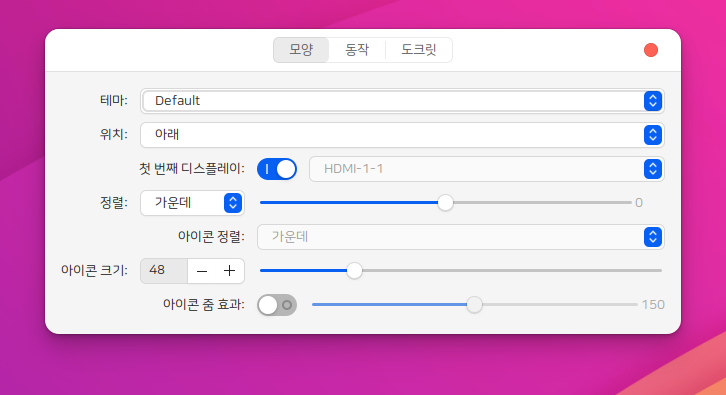 모양 동작 도크릿
테마: Default
위치: 아래
첫 번째 디스플레이: HDMI-1-1
정렬: 가운데 0
아이콘 정렬: 가운데
아이콘 크기: 48 − +
아이콘 줌 효과: 150